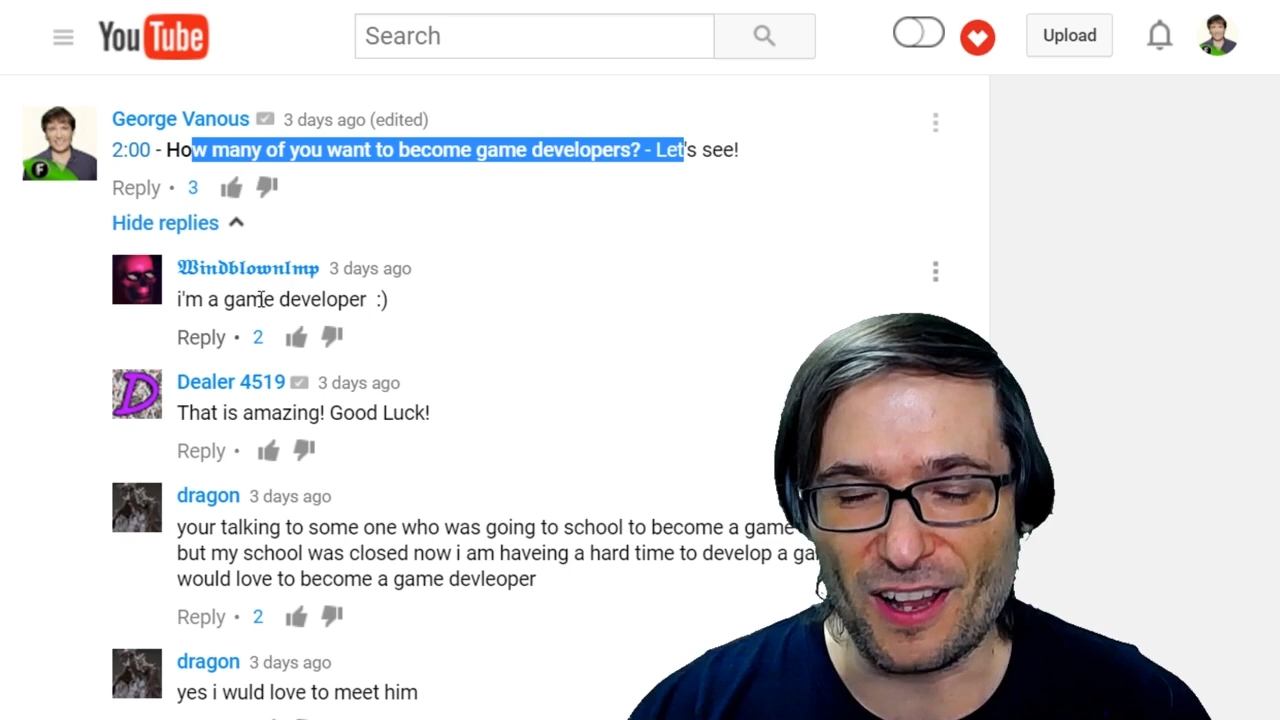 YouTube
Search
Upload
George Vanous 3 days ago (edited)
2:00 - How many of you want to become game developers? - Let's see!
Reply • 3
Hide replies
WindblownImp 3 days ago
i'm a game developer :)
Reply • 2
Dealer 4519 3 days ago
That is amazing! Good Luck!
Reply •
dragon 3 days ago
your talking to some one who was going to school to become a game
but my school was closed now i am haveing a hard time to develop a
would love to become a game devleoper
Reply • 2
dragon 3 days ago
yes i wuld love to meet him